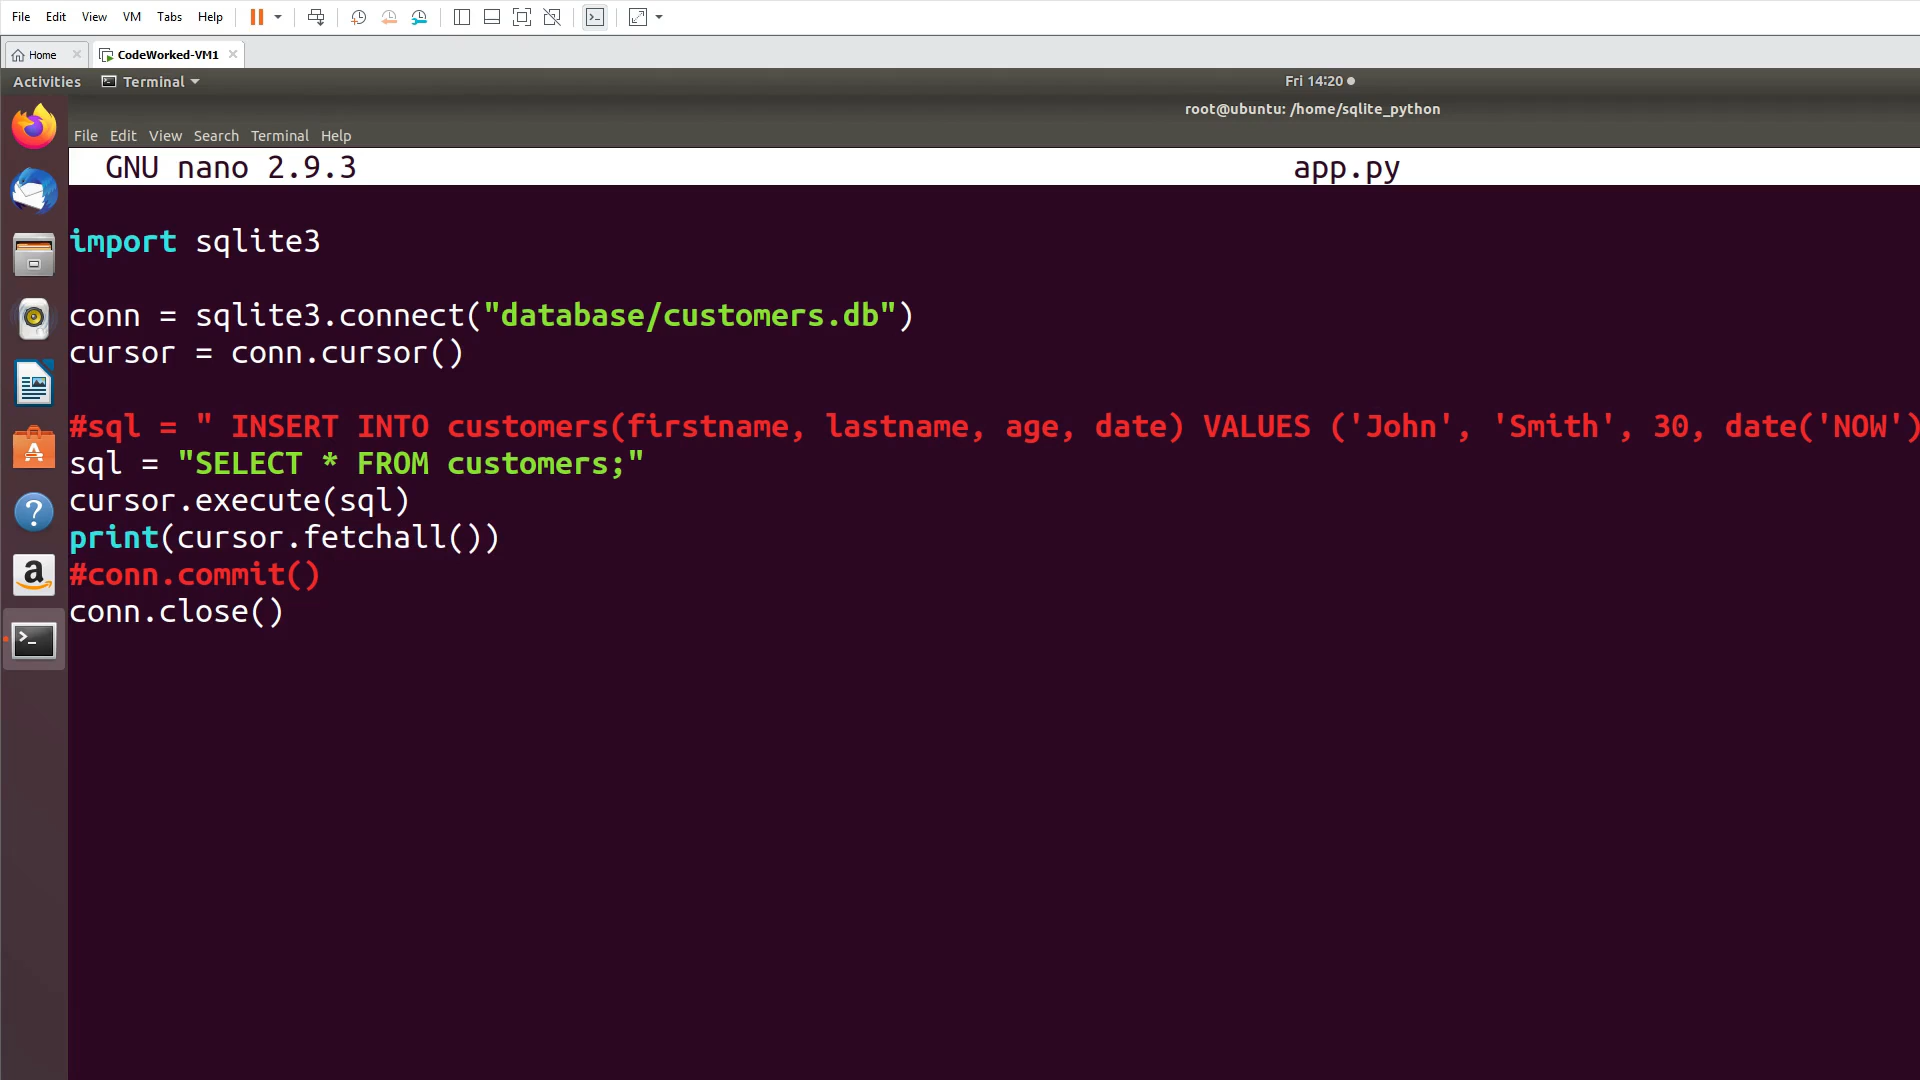 File Edit View VM Tabs Help
Home CodeWorked-VM1
Activities Terminal Fri 14:20
root@ubuntu: /home/sqlite_python
File Edit View Search Terminal Help
GNU nano 2.9.3 app.py
import sqlite3
conn = sqlite3.connect("database/customers.db")
cursor = conn.cursor()
#sql = " INSERT INTO customers(firstname, lastname, age, date) VALUES ('John', 'Smith', 30, date('NOW')
sql = "SELECT * FROM customers;"
cursor.execute(sql)
print(cursor.fetchall())
#conn.commit()
conn.close()